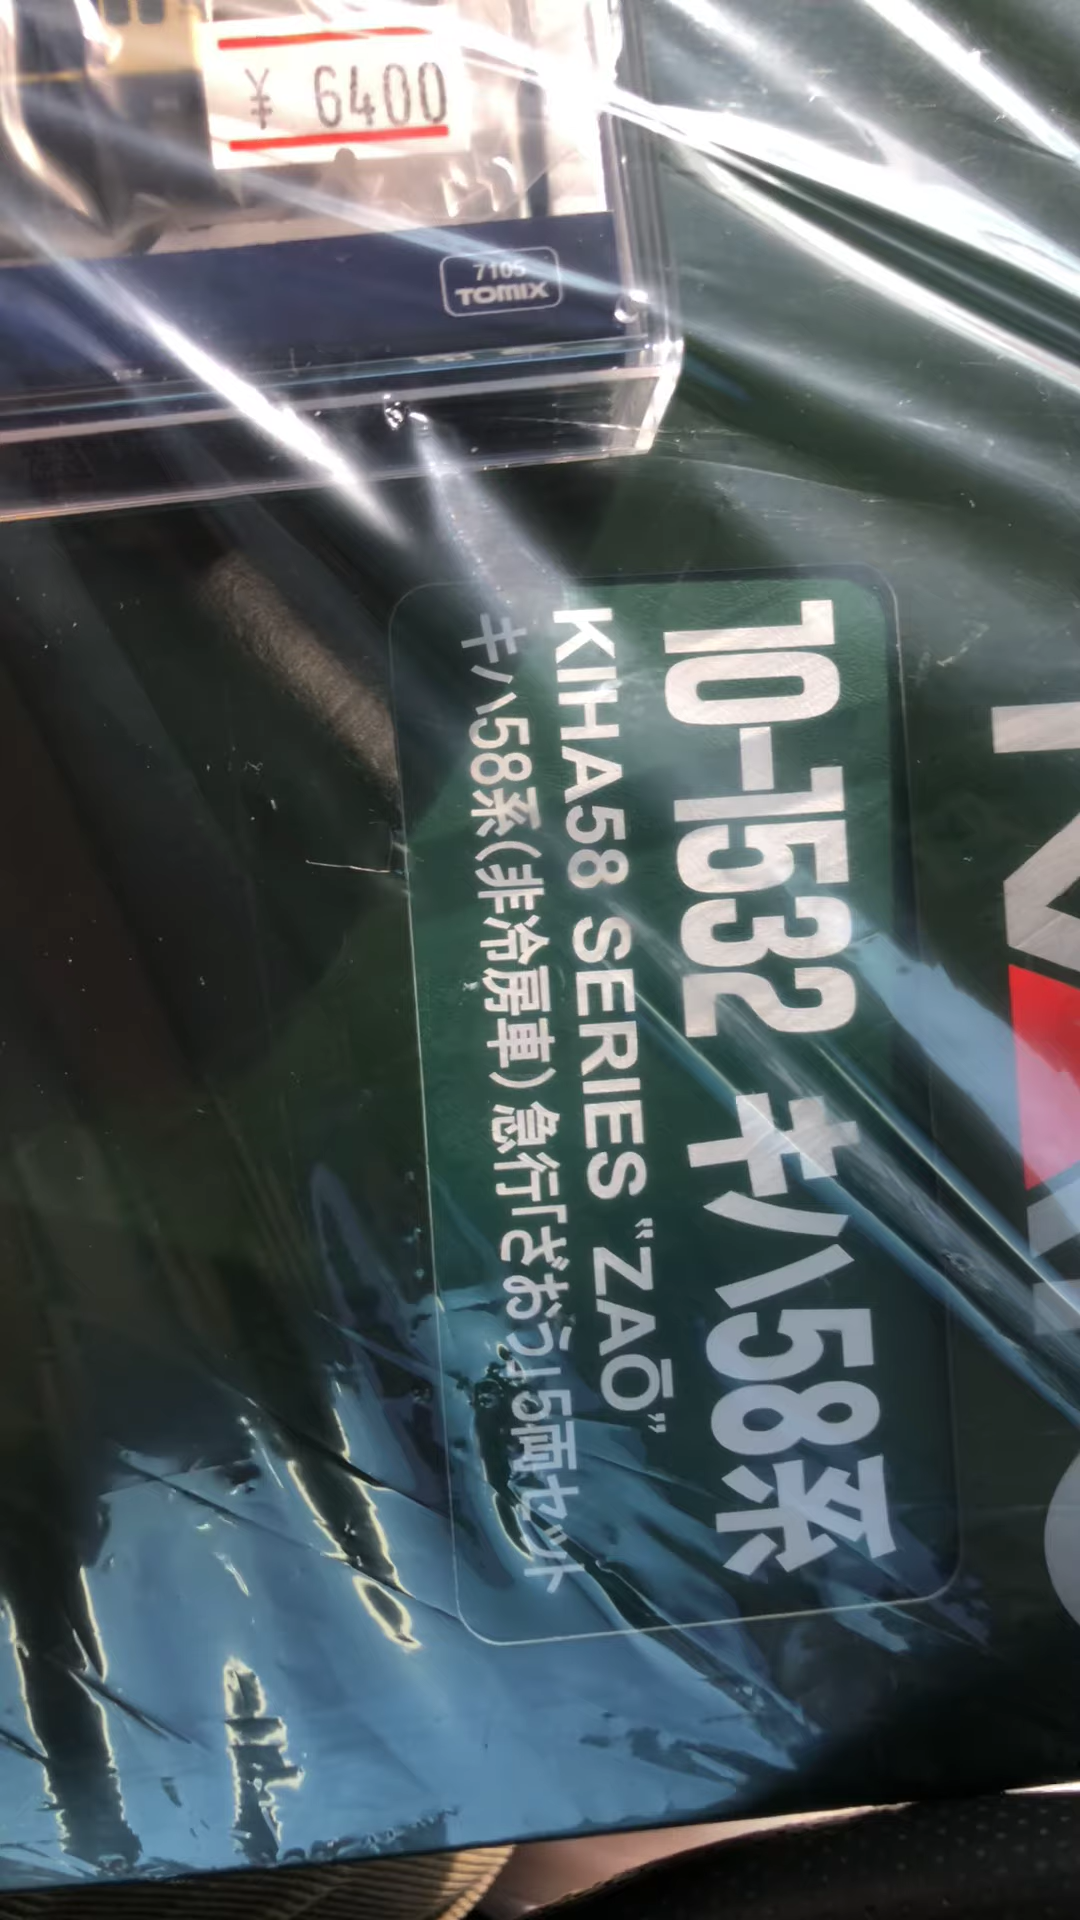 ¥ 6400
7105
TOMIX
10-1532 キハ58系
KIHA58 SERIES "ZAŌ"
キハ58系(非冷房車)急行「ざおう」5両セット